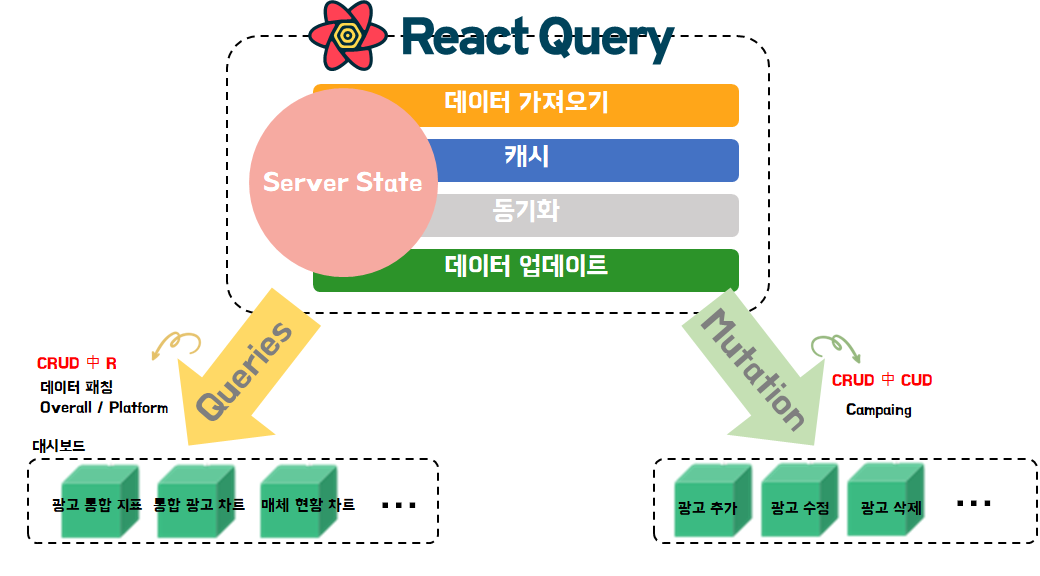 React Query
데이터 가져오기
캐시
Server State
동기화
데이터 업데이트
Queries
Mutation
CRUD 中 R
데이터 패칭
Overall / Platform
CRUD 中 CUD
Campaing
대시보드
광고 통합 지표
통합 광고 차트
매체 현황 차트
...
광고 추가
광고 수정
광고 삭제
...